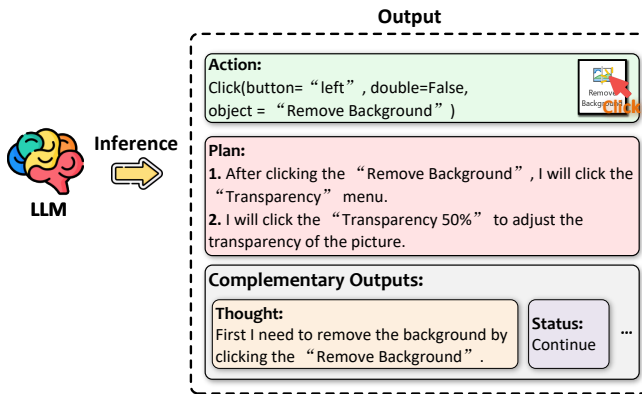 Output
Action:
Click(button= “left”, double=False,
object = “Remove Background”)
Remove
Background
Click
Inference
LLM
Plan:
1. After clicking the “Remove Background”, I will click the
“Transparency” menu.
2. I will click the “Transparency 50%” to adjust the
transparency of the picture.
Complementary Outputs:
Thought:
First I need to remove the background by
clicking the “Remove Background”.
Status:
Continue
...